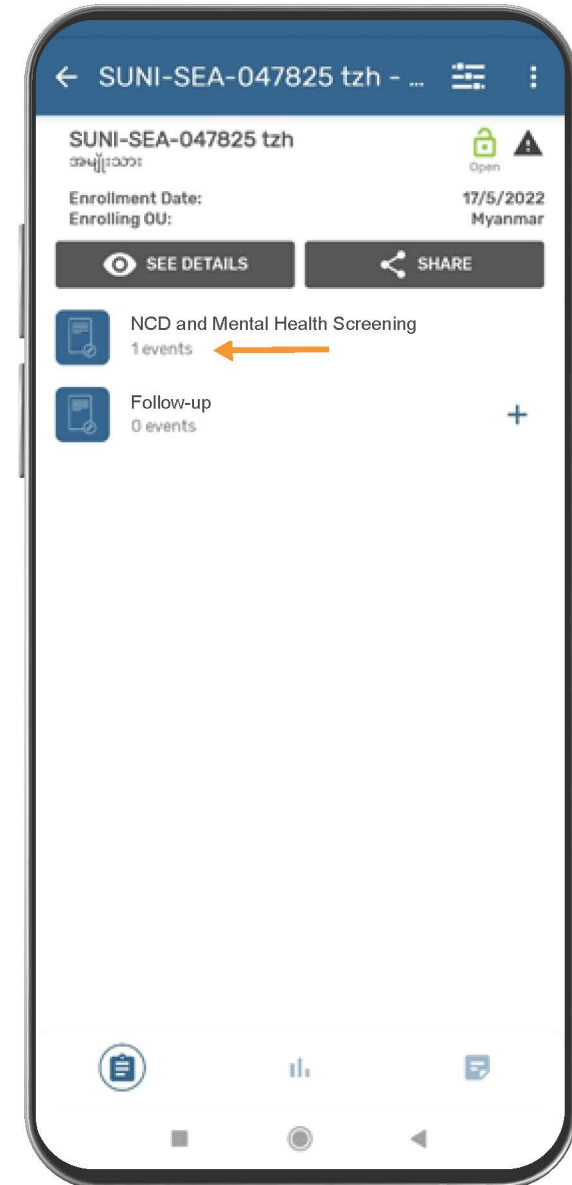 SUNI-SEA-047825 tzh - ...
SUNI-SEA-047825 tzh
အမျိုးသား
Open
Enrollment Date: 17/5/2022
Enrolling OU: Myanmar
SEE DETAILS SHARE
NCD and Mental Health Screening
1 events
Follow-up
0 events